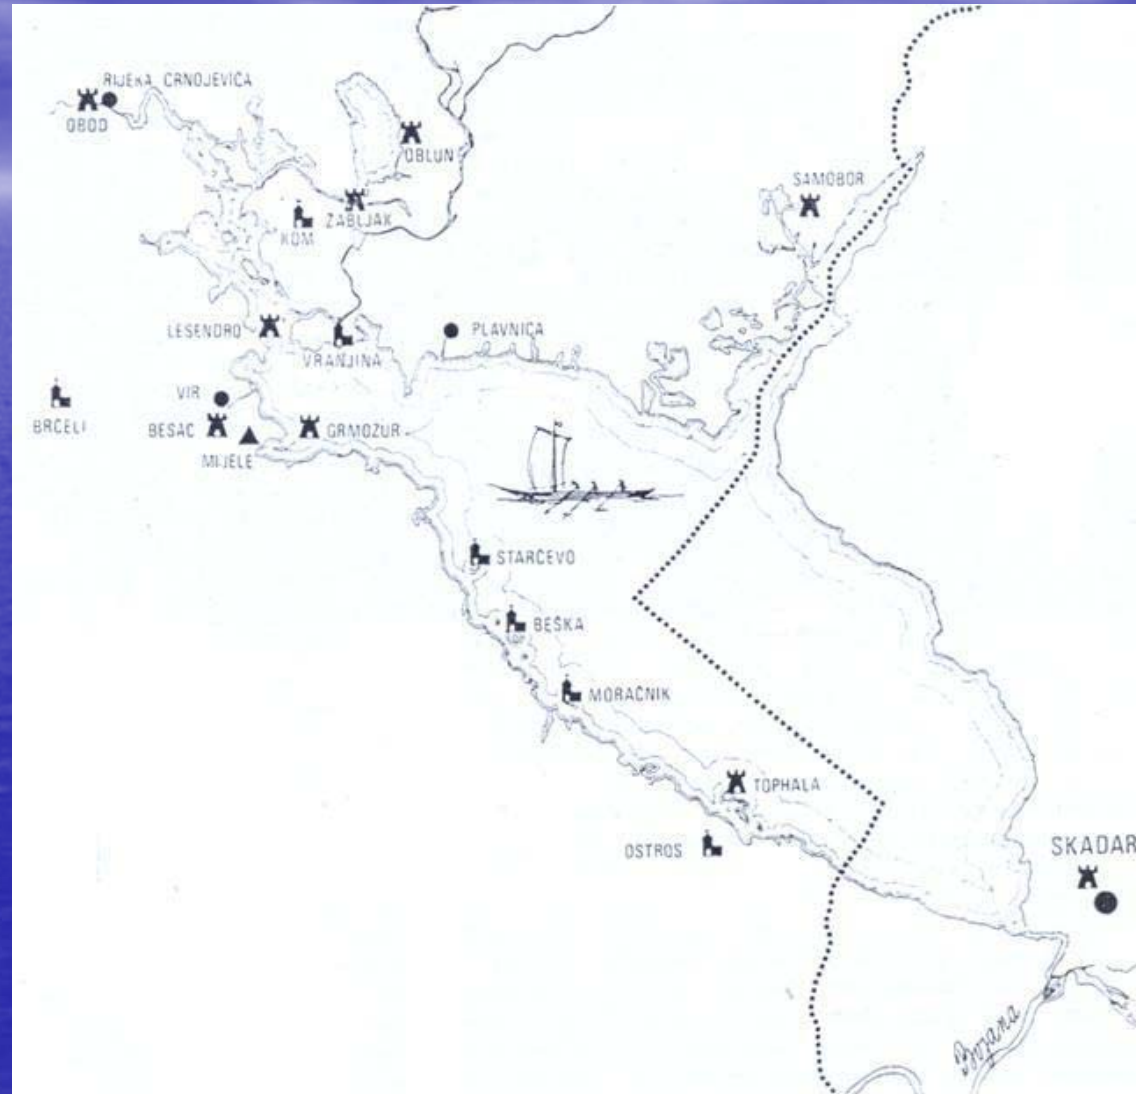 RIJEKA CRNOJEVIĆA
OBOD
OBLUN
SAMOBOR
ŽABLJAK
KOM
LESENDRO
VRANJINA
PLAVNICA
VIR
BRČELI
BESAC
GRMOŽUR
MIJELE
STARČEVO
BEŠKA
MORAČNIK
TOPHALA
OSTROS
SKADAR
Bojana